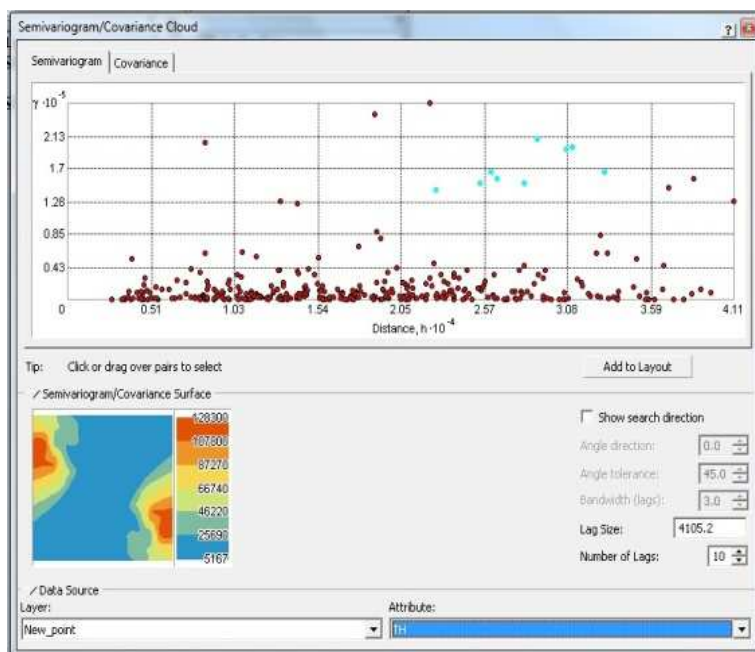 Semivariogram/Covariance Cloud
?
Semivariogram Covariance
γ · 10⁻⁵
2.13
1.7
1.28
0.85
0.43
0 0.51 1.03 1.54 2.05 2.57 3.08 3.59 4.11
Distance, h · 10⁻⁴
Tip: Click or drag over pairs to select
Add to Layout
Semivariogram/Covariance Surface
128300
107800
87270
66740
46220
25690
5167
Show search direction
Angle direction: 0.0
Angle tolerance: 45.0
Bandwidth (lags): 3.0
Lag Size: 4105.2
Number of Lags: 10
Data Source
Layer: Attribute:
New_point TH